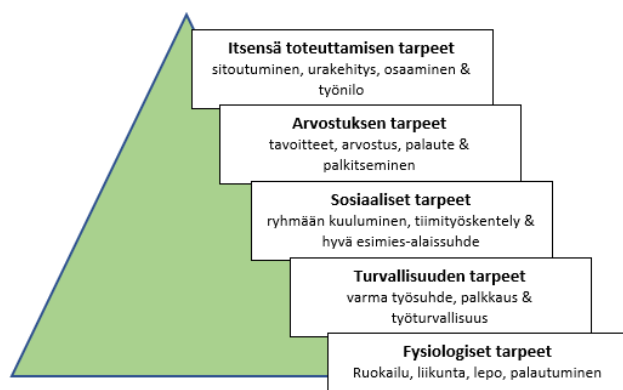 Itsensä toteuttamisen tarpeet
sitoutuminen, urakehitys, osaaminen &
työnilo
Arvostuksen tarpeet
tavoitteet, arvostus, palaute &
palkitseminen
Sosiaaliset tarpeet
ryhmään kuuluminen, tiimityöskentely &
hyvä esimies-alaissuhde
Turvallisuuden tarpeet
varma työsuhde, palkkaus &
työturvallisuus
Fysiologiset tarpeet
Ruokailu, liikunta, lepo, palautuminen